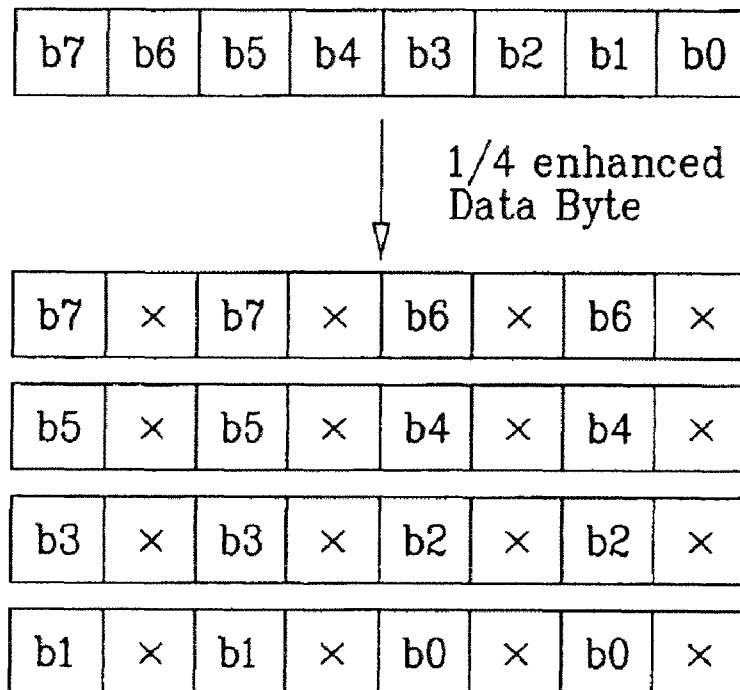 b7 b6 b5 b4 b3 b2 b1 b0
1/4 enhanced
Data Byte
b7 × b7 × b6 × b6 ×
b5 × b5 × b4 × b4 ×
b3 × b3 × b2 × b2 ×
b1 × b1 × b0 × b0 ×